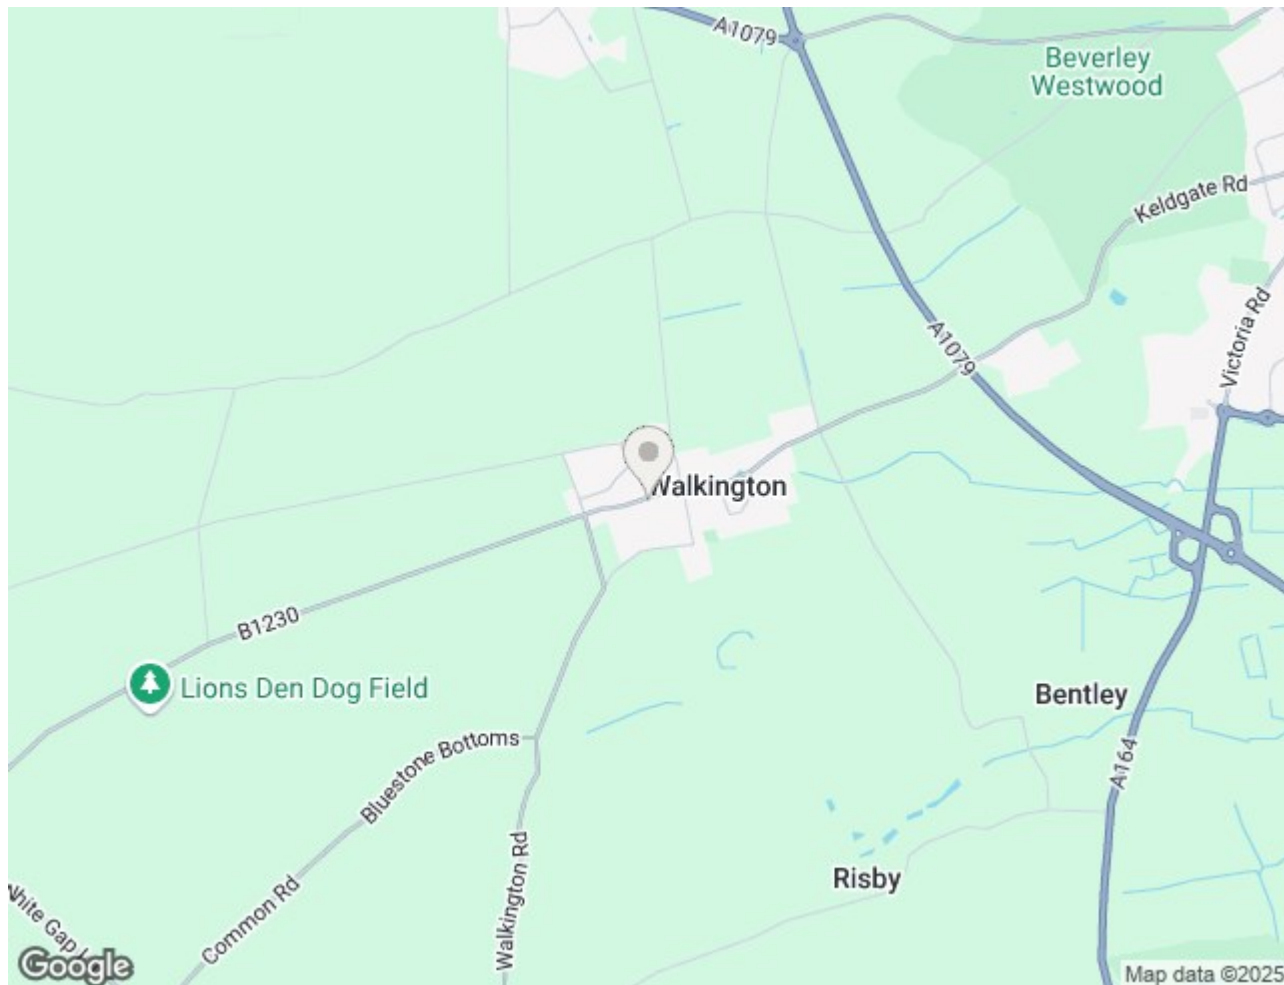 A1079
Beverley
Westwood
Keldgate Rd
Victoria Rd
A1079
Walkington
B1230
Lions Den Dog Field
Bentley
Bluestone Bottoms
A164
Walkington Rd
Risby
White Gap
Common Rd
Google
Map data ©2025